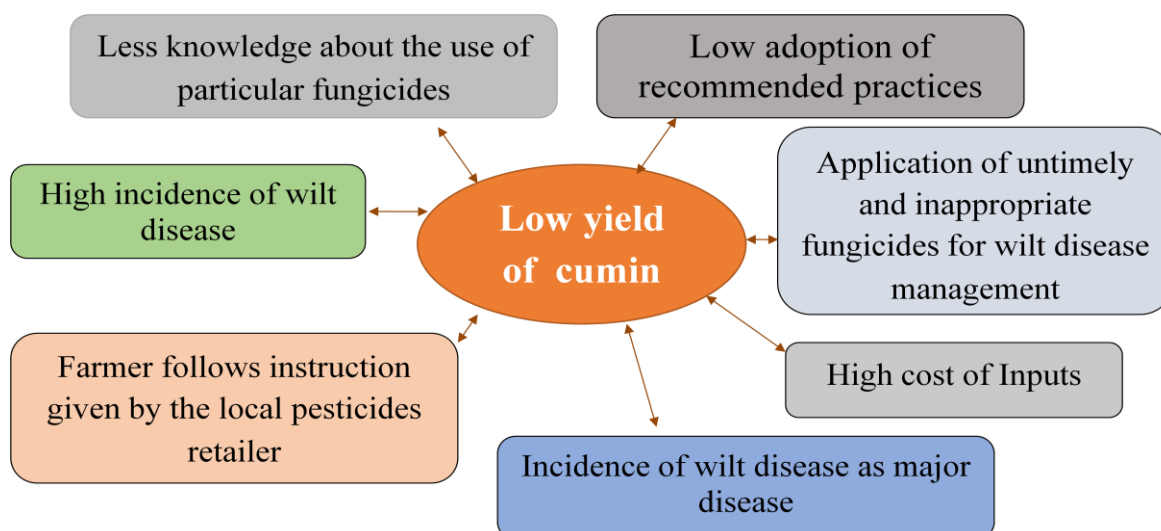 Less knowledge about the use of
particular fungicides
Low adoption of
recommended practices
High incidence of wilt
disease
Low yield
of cumin
Application of untimely
and inappropriate
fungicides for wilt disease
management
Farmer follows instruction
given by the local pesticides
retailer
High cost of Inputs
Incidence of wilt disease as major
disease